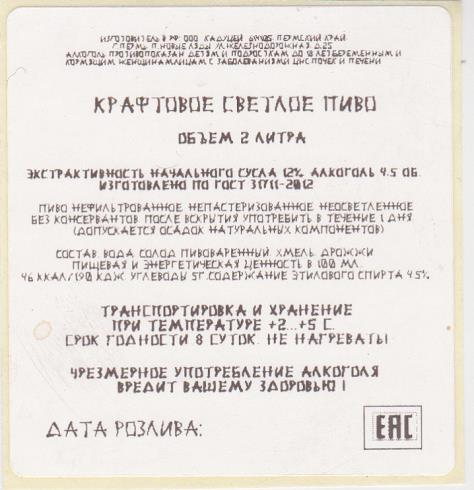 ИЗГОТОВИТЕЛЬ В РФ: ООО КАДУЦЕЙ 614105, ПЕРМСКИЙ КРАЙ,
Г. ПЕРМЬ, П. НОВЫЕ ЛЯДЫ, УЛ. ЖЕЛЕЗНОДОРОЖНАЯ, Д.25
АЛКОГОЛЬ ПРОТИВОПОКАЗАН ДЕТЯМ И ПОДРОСТКАМ ДО 18 ЛЕТ, БЕРЕМЕННЫМ И
КОРМЯЩИМ ЖЕНЩИНАМ, ЛИЦАМ С ЗАБОЛЕВАНИЯМИ ЦНС, ПОЧЕК И ПЕЧЕНИ
КРАФТОВОЕ СВЕТЛОЕ ПИВО
ОБЪЕМ 2 ЛИТРА
ЭКСТРАКТИВНОСТЬ НАЧАЛЬНОГО СУСЛА 12%, АЛКОГОЛЬ 4.5 ОБ.
ИЗГОТОВЛЕНО ПО ГОСТ 31711-2012
ПИВО НЕФИЛЬТРОВАННОЕ НЕПАСТЕРИЗОВАННОЕ НЕОСВЕТЛЕННОЕ
БЕЗ КОНСЕРВАНТОВ. ПОСЛЕ ВСКРЫТИЯ УПОТРЕБИТЬ В ТЕЧЕНИЕ 1 ДНЯ
(ДОПУСКАЕТСЯ ОСАДОК НАТУРАЛЬНЫХ КОМПОНЕНТОВ)
СОСТАВ: ВОДА, СОЛОД ПИВОВАРЕННЫЙ, ХМЕЛЬ, ДРОЖЖИ
ПИЩЕВАЯ И ЭНЕРГЕТИЧЕСКАЯ ЦЕННОСТЬ В 100 МЛ.
46 ККАЛ/190 КДЖ, УГЛЕВОДЫ 5Г, СОДЕРЖАНИЕ ЭТИЛОВОГО СПИРТА 4.5%
ТРАНСПОРТИРОВКА И ХРАНЕНИЕ
ПРИ ТЕМПЕРАТУРЕ +2...+5 С.
СРОК ГОДНОСТИ 8 СУТОК. НЕ НАГРЕВАТЬ!
ЧРЕЗМЕРНОЕ УПОТРЕБЛЕНИЕ АЛКОГОЛЯ
ВРЕДИТ ВАШЕМУ ЗДОРОВЬЮ!
ДАТА РОЗЛИВА:
ЕАС